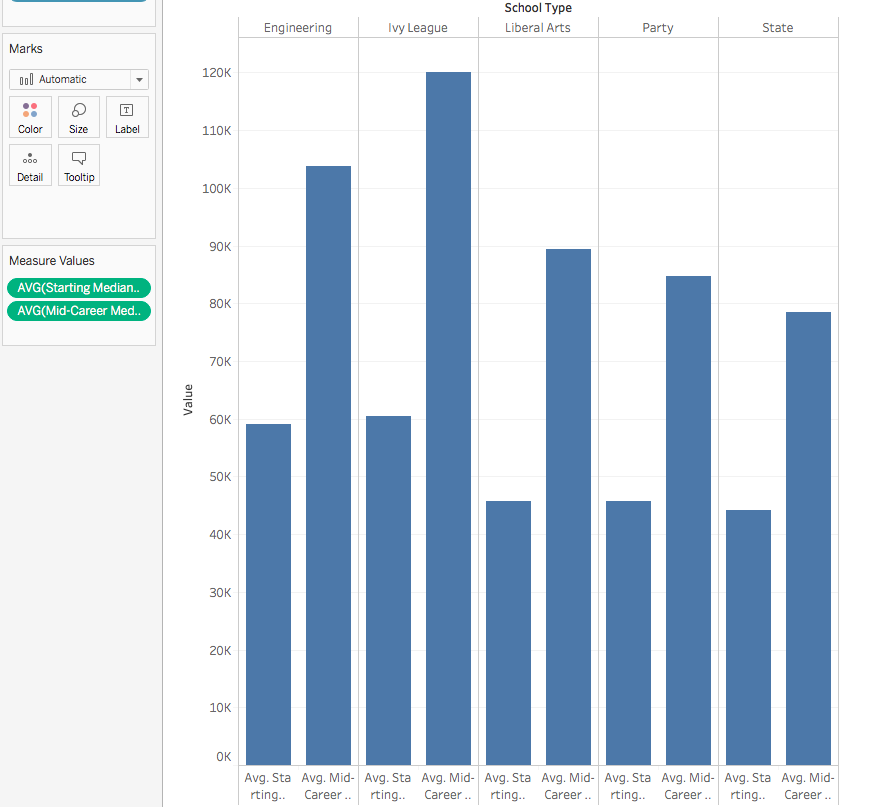 Marks
Automatic
Color
Size
Label
Detail
Tooltip
Measure Values
AVG(Starting Median..
AVG(Mid-Career Med..
School Type
Engineering
Ivy League
Liberal Arts
Party
State
Value
120K
110K
100K
90K
80K
70K
60K
50K
40K
30K
20K
10K
0K
Avg. Sta
rting..
Avg. Mid-
Career ..
Avg. Sta
rting..
Avg. Mid-
Career ..
Avg. Sta
rting..
Avg. Mid-
Career ..
Avg. Sta
rting..
Avg. Mid-
Career ..
Avg. Sta
rting..
Avg. Mid-
Career ..